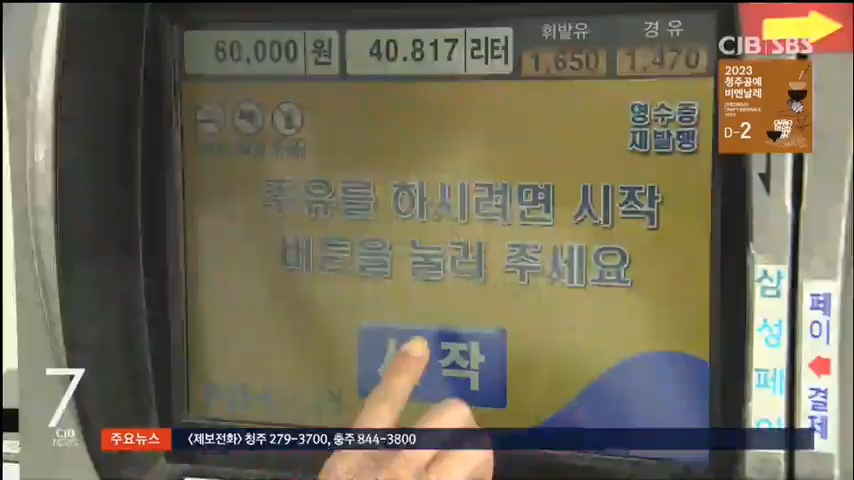 60,000 원 40.817 리터
휘발유 경유
1,650 1,470
CJB SBS
2023
청주공예
비엔날레
D-2
영수증
재발행
주유를 하시려면 시작
버튼을 눌러 주세요
시작
삼성페이
페이 결제
7
CJB
NEWS
주요뉴스 〈제보전화〉 청주 279-3700, 충주 844-3800